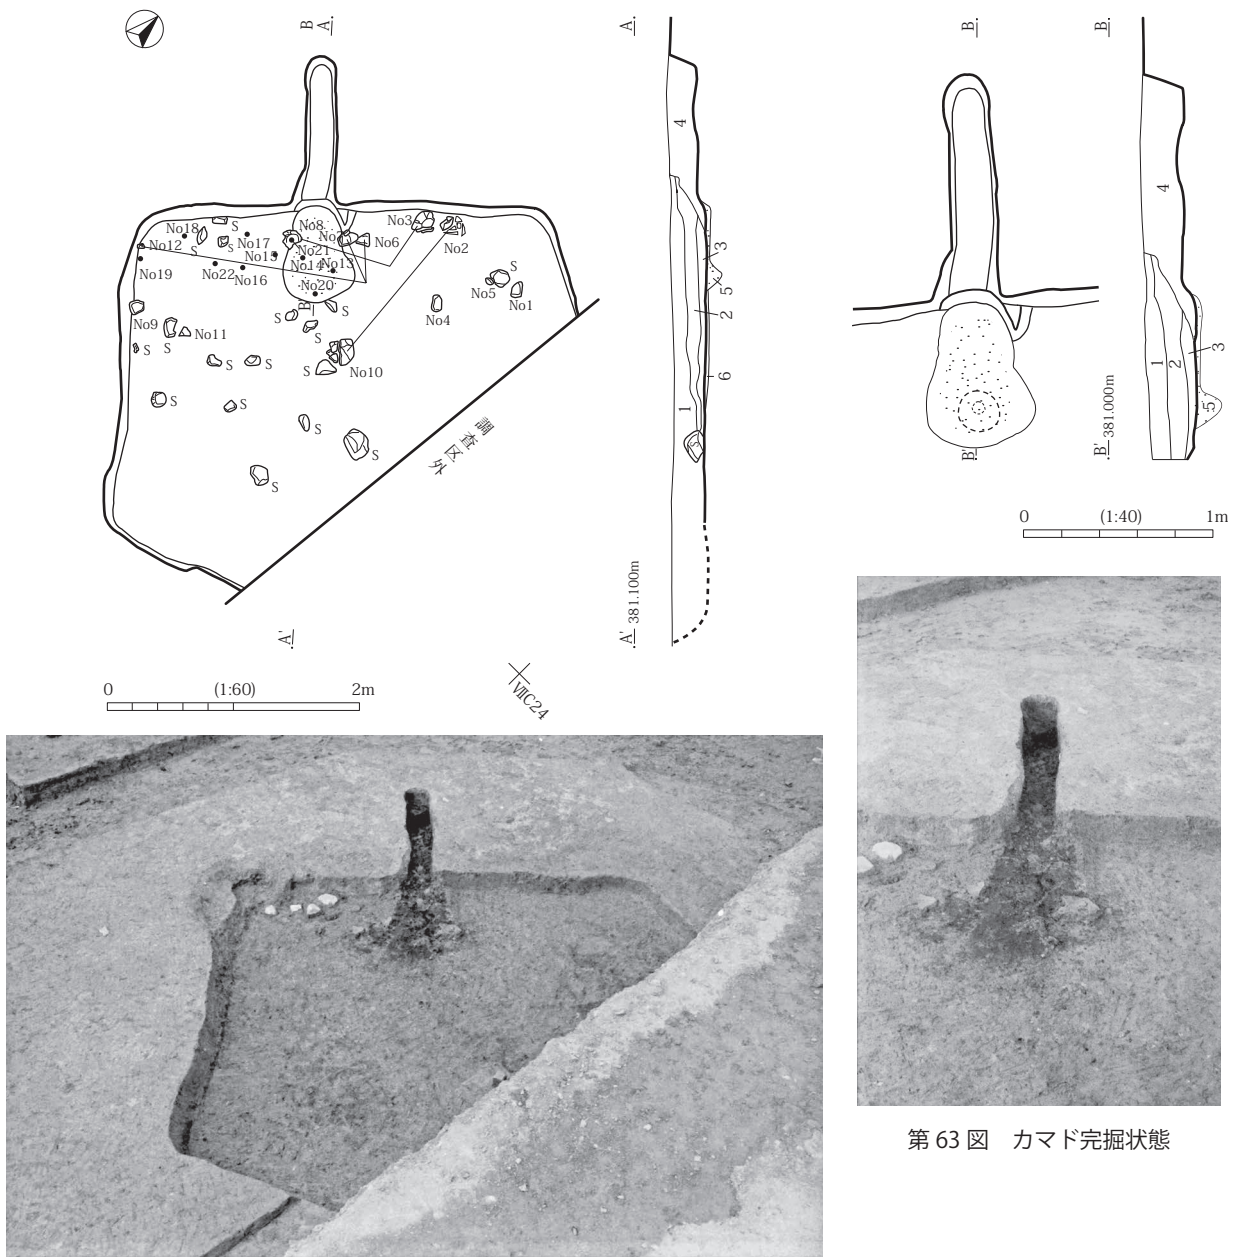 B
A
No18
S
No12
S
S
No17
No15
No8
No7
No21
No6
No3
No2
No19
No22
No16
No14
No13
No20
B'
S
No5
No1
No4
No9
S
S
No11
S
S
S
S
S
S
No10
S
S
S
S
S
調査区外
A'
0 (1:60) 2m
ⅦC24
A
4
3
5
2
6
1
S
A' 381.100m
B
B'
B
4
1
2
3
5
B' 381.000m
0 (1:40) 1m
第 63 図 カマド完掘状態